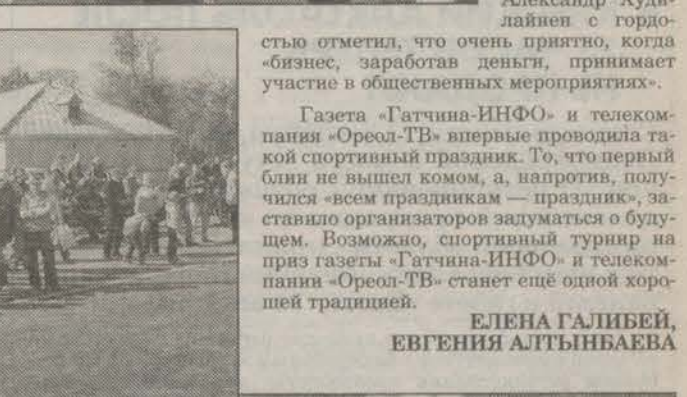 Александр Худи-
лайнен с гордо-
стью отметил, что очень приятно, когда
«бизнес, заработав деньги, принимает
участие в общественных мероприятиях».
Газета «Гатчина-ИНФО» и телеком-
пания «Ореол-ТВ» впервые проводила та-
кой спортивный праздник. То, что первый
блин не вышел комом, а, напротив, полу-
чился «всем праздникам — праздник», за-
ставило организаторов задуматься о буду-
щем. Возможно, спортивный турнир на
приз газеты «Гатчина-ИНФО» и телеком-
пании «Ореол-ТВ» станет ещё одной хоро-
шей традицией.
ЕЛЕНА ГАЛИБЕЙ,
ЕВГЕНИЯ АЛТЫНБАЕВА